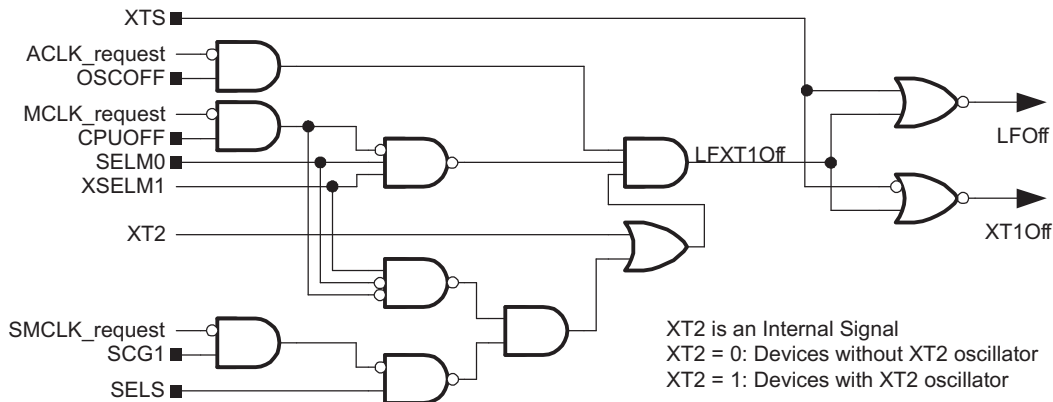 XTS
ACLK_request
OSCOFF
MCLK_request
CPUOFF
SELM0
XSELM1
XT2
SMCLK_request
SCG1
SELS
LFXT1Off
LFOff
XT1Off
XT2 is an Internal Signal
XT2 = 0: Devices without XT2 oscillator
XT2 = 1: Devices with XT2 oscillator